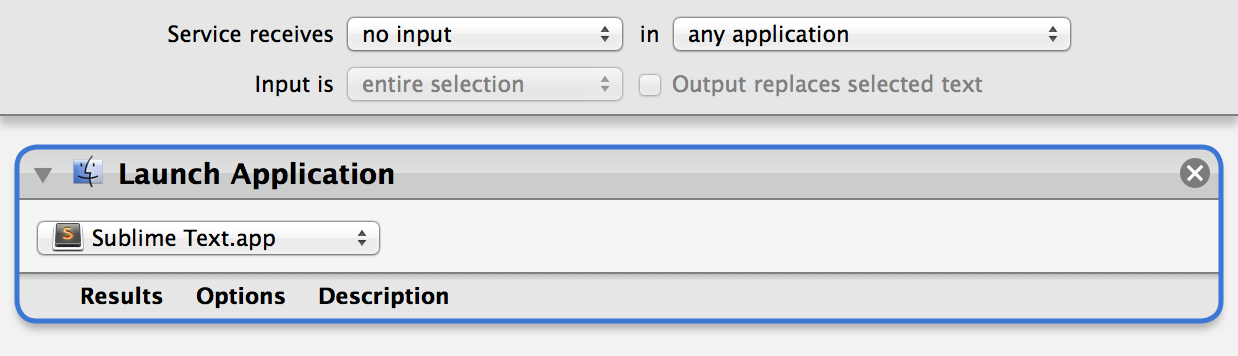 Service receives no input in any application
Input is entire selection Output replaces selected text
Launch Application
Sublime Text.app
Results Options Description